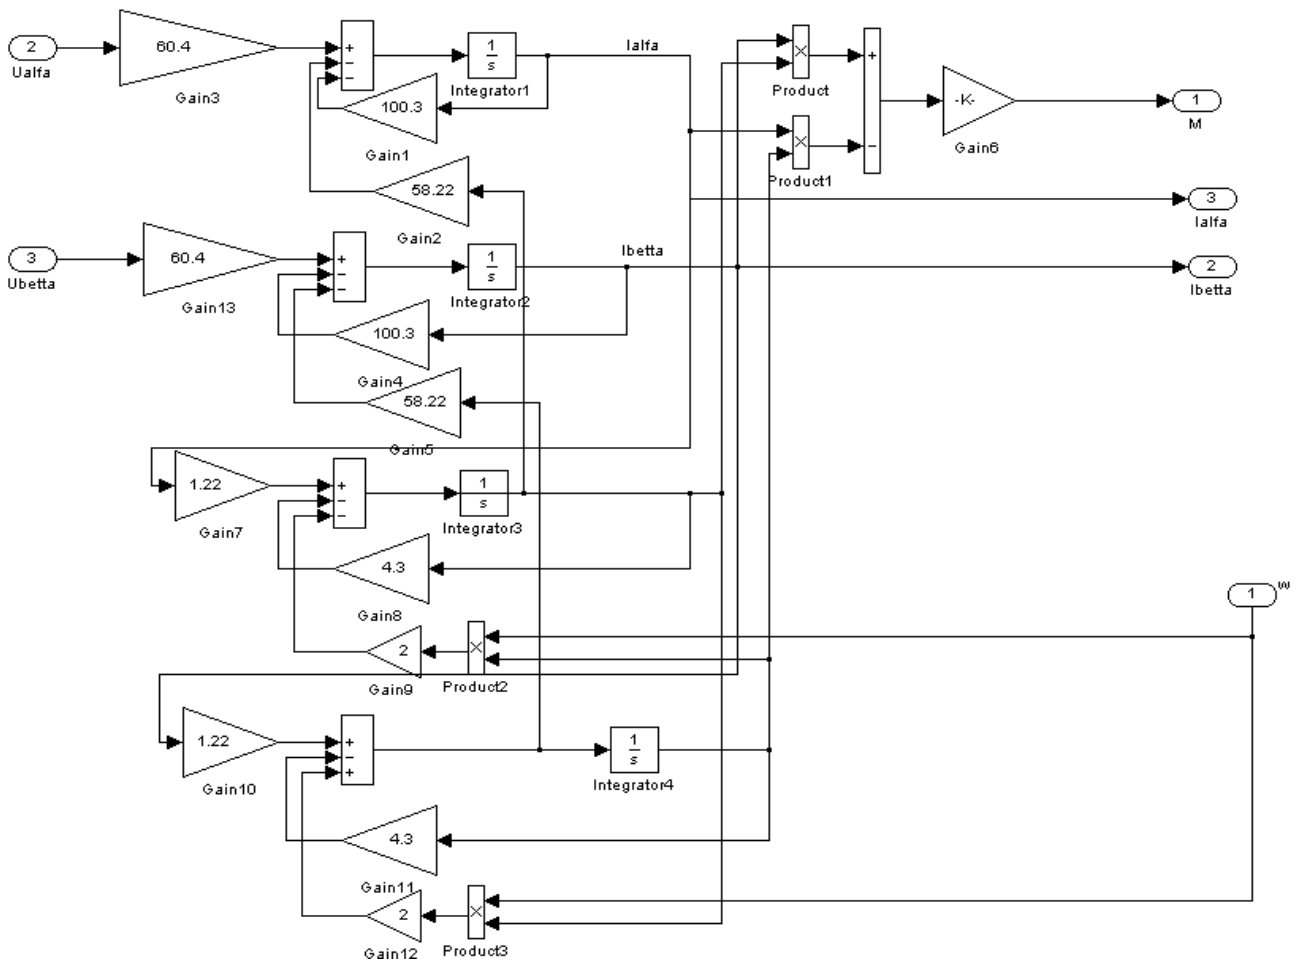 2
Ualfa
60.4
Gain3
+
−
−
1
s
Integrator1
Ialfa
100.3
Gain1
58.22
Gain2
×
Product
×
Product1
+
−
-K-
Gain6
1
M
3
Ialfa
3
Ubetta
60.4
Gain13
+
−
−
1
s
Integrator2
Ibetta
2
Ibetta
100.3
Gain4
58.22
Gain5
1.22
Gain7
+
−
−
1
s
Integrator3
4.3
Gain8
1
w
2
Gain9
×
Product2
1.22
Gain10
+
−
+
1
s
Integrator4
4.3
Gain11
2
Gain12
×
Product3